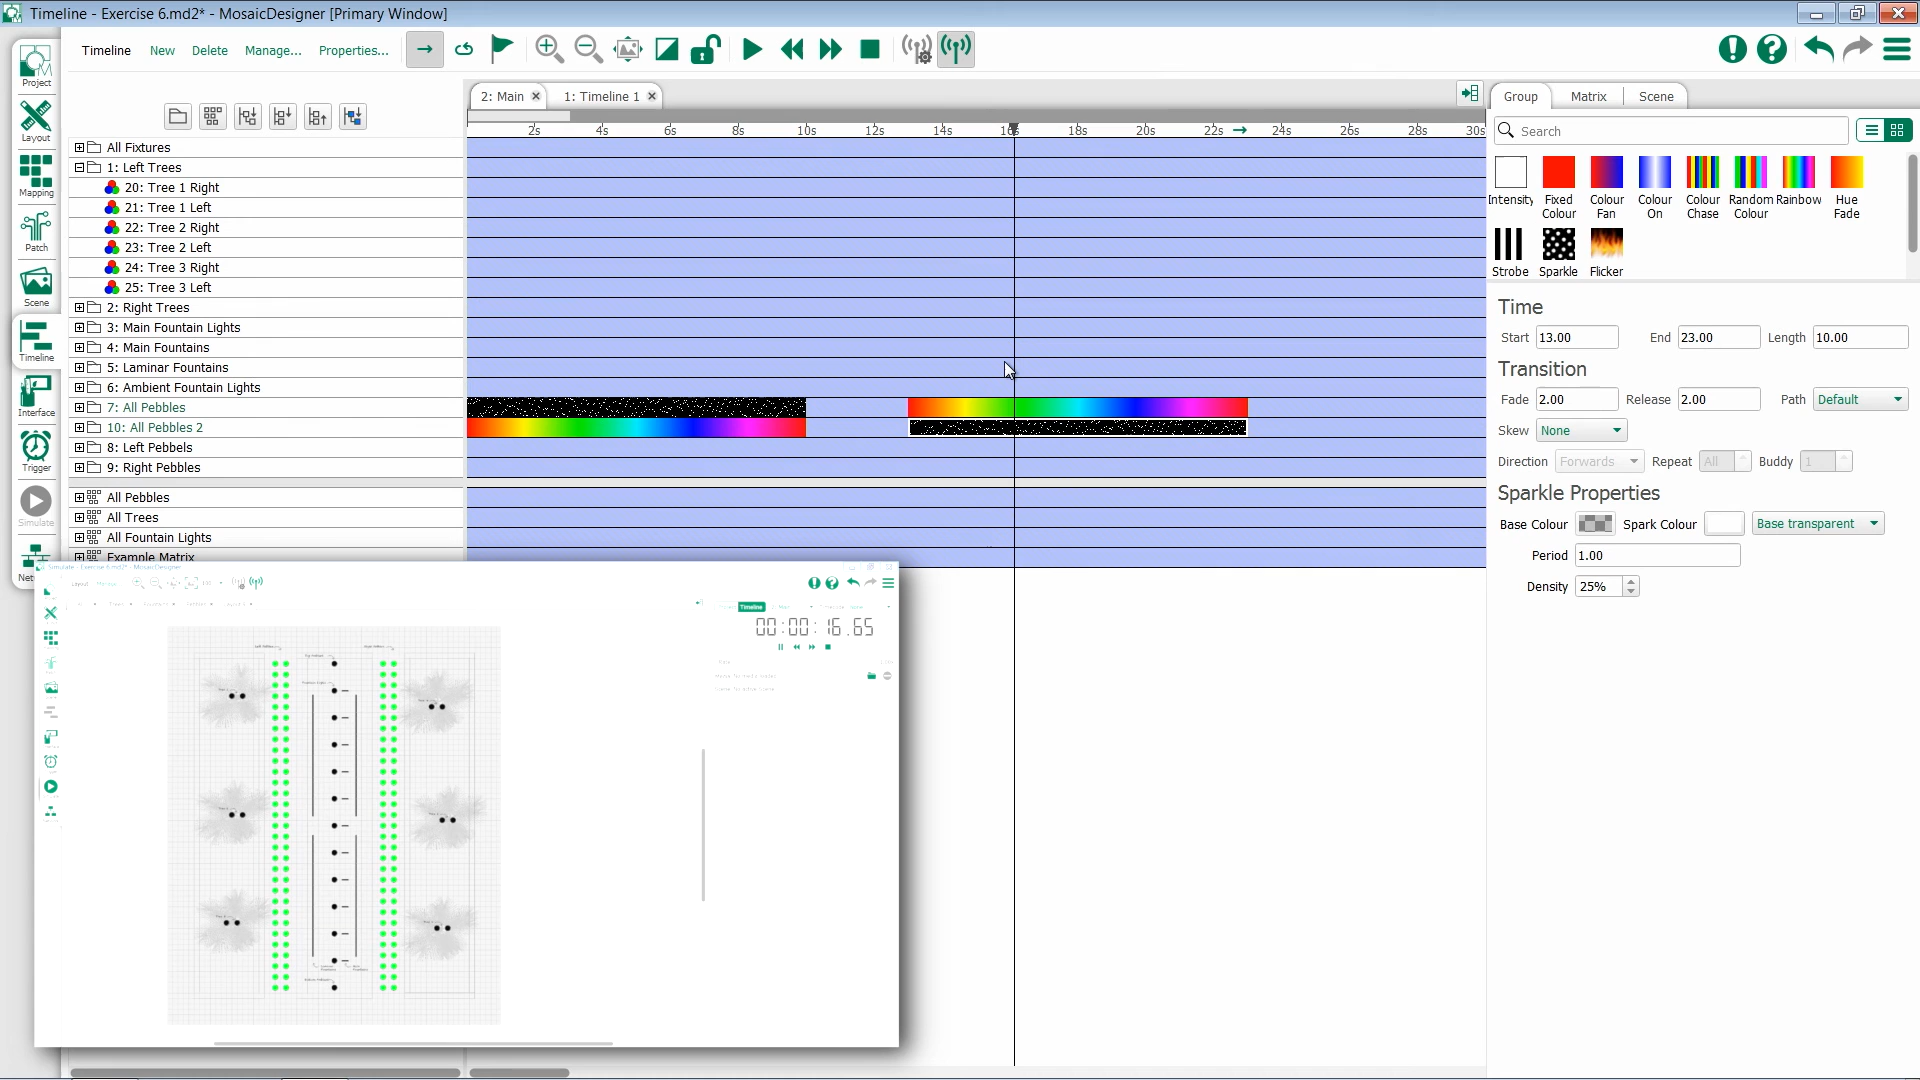 Timeline - Exercise 6.md2* - MosaicDesigner [Primary Window]
Timeline New Delete Manage... Properties...
Project
Layout
Mapping
Patch
Scene
Timeline
Interface
Trigger
Simulate
2: Main
1: Timeline 1
2s 4s 6s 8s 10s 12s 14s 16s 18s 20s 22s 24s 26s 28s 30s
All Fixtures
1: Left Trees
20: Tree 1 Right
21: Tree 1 Left
22: Tree 2 Right
23: Tree 2 Left
24: Tree 3 Right
25: Tree 3 Left
2: Right Trees
3: Main Fountain Lights
4: Main Fountains
5: Laminar Fountains
6: Ambient Fountain Lights
7: All Pebbles
10: All Pebbles 2
8: Left Pebbels
9: Right Pebbles
All Pebbles
All Trees
All Fountain Lights
Example Matrix
Simulate - Exercise 6.md2* - MosaicDesigner
Timeline
00:00:16.65
Group Matrix Scene
Search
Intensity
Fixed Colour
Colour Fan
Colour On
Colour Chase
Random Colour
Rainbow
Hue Fade
Strobe
Sparkle
Flicker
Time
Start 13.00 End 23.00 Length 10.00
Transition
Fade 2.00 Release 2.00 Path Default
Skew None
Direction Forwards Repeat All Buddy 1
Sparkle Properties
Base Colour Spark Colour Base transparent
Period 1.00
Density 25%